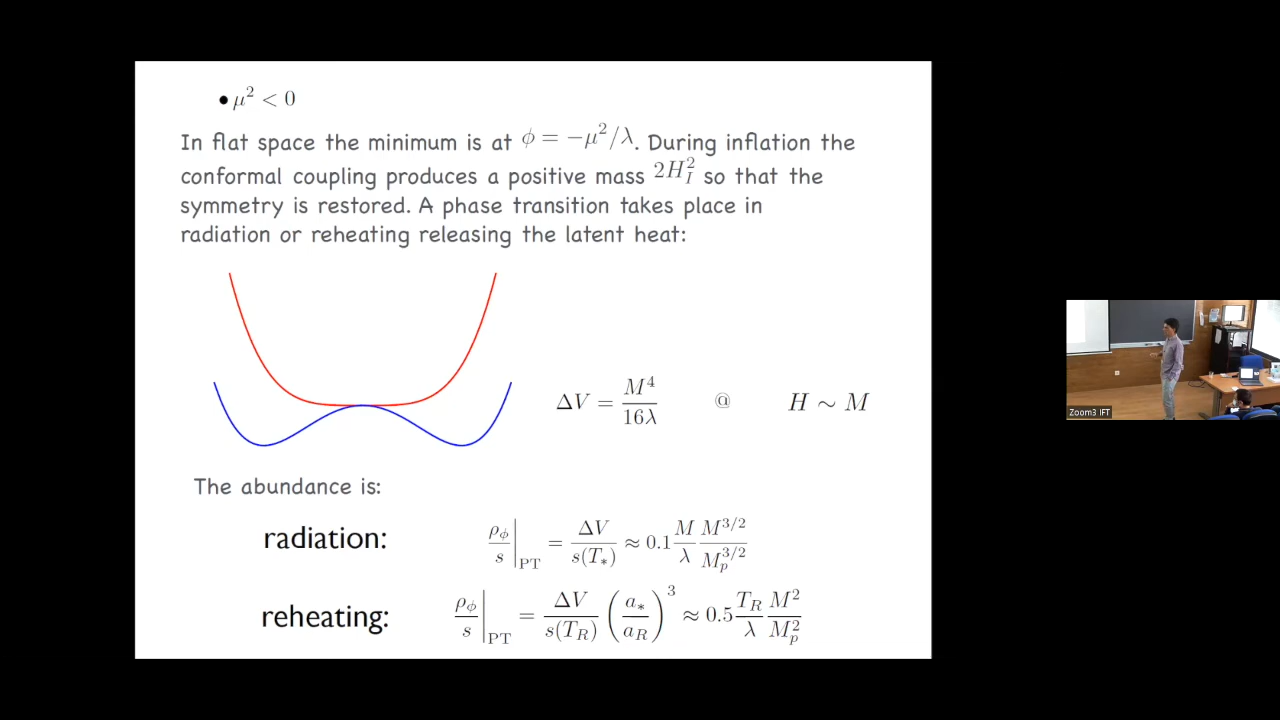 • μ² < 0
In flat space the minimum is at ϕ = −μ²/λ. During inflation the
conformal coupling produces a positive mass 2H_I² so that the
symmetry is restored. A phase transition takes place in
radiation or reheating releasing the latent heat:
ΔV = M⁴/16λ @ H ∼ M
The abundance is:
radiation: ρ_ϕ/s|_PT = ΔV/s(T_*) ≈ 0.1 M/λ M^{3/2}/M_p^{3/2}
reheating: ρ_ϕ/s|_PT = ΔV/s(T_R) (a_*/a_R)³ ≈ 0.5 T_R/λ M²/M_p²
Zoom3 IFT